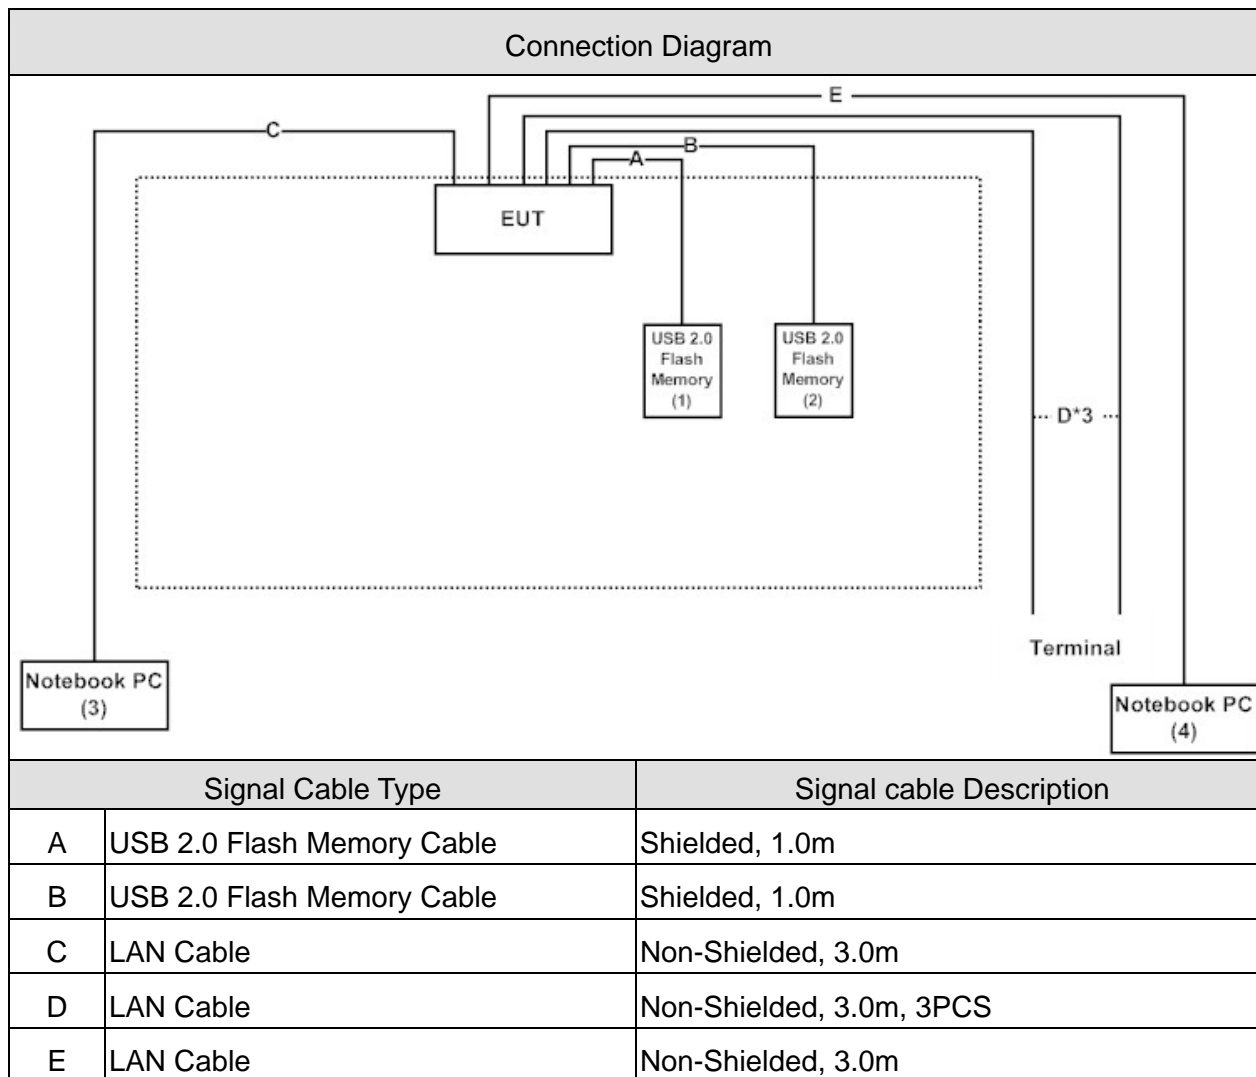 Connection Diagram
E
C
B
A
EUT
USB 2.0
Flash
Memory
(1)
USB 2.0
Flash
Memory
(2)
... D*3 ...
Terminal
Notebook PC
(3)
Notebook PC
(4)
Signal Cable Type Signal cable Description
A USB 2.0 Flash Memory Cable Shielded, 1.0m
B USB 2.0 Flash Memory Cable Shielded, 1.0m
C LAN Cable Non-Shielded, 3.0m
D LAN Cable Non-Shielded, 3.0m, 3PCS
E LAN Cable Non-Shielded, 3.0m